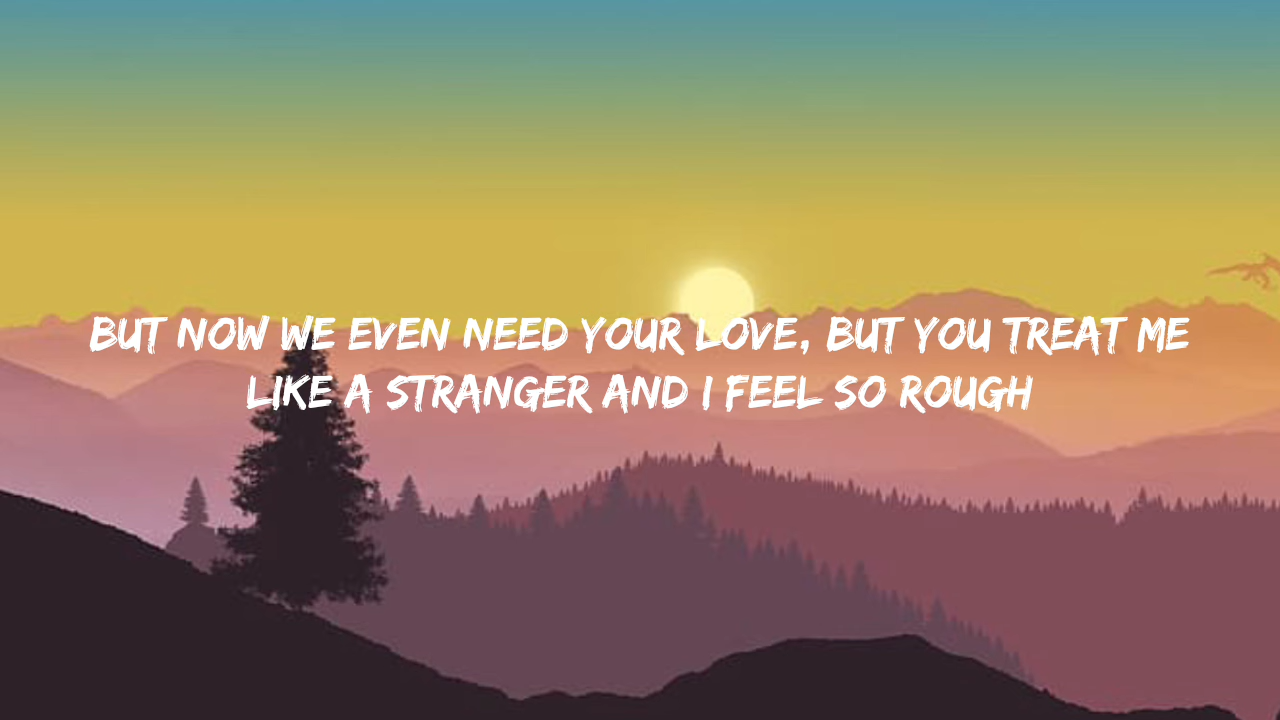 BUT NOW WE EVEN NEED YOUR LOVE, BUT YOU TREAT ME
LIKE A STRANGER AND I FEEL SO ROUGH